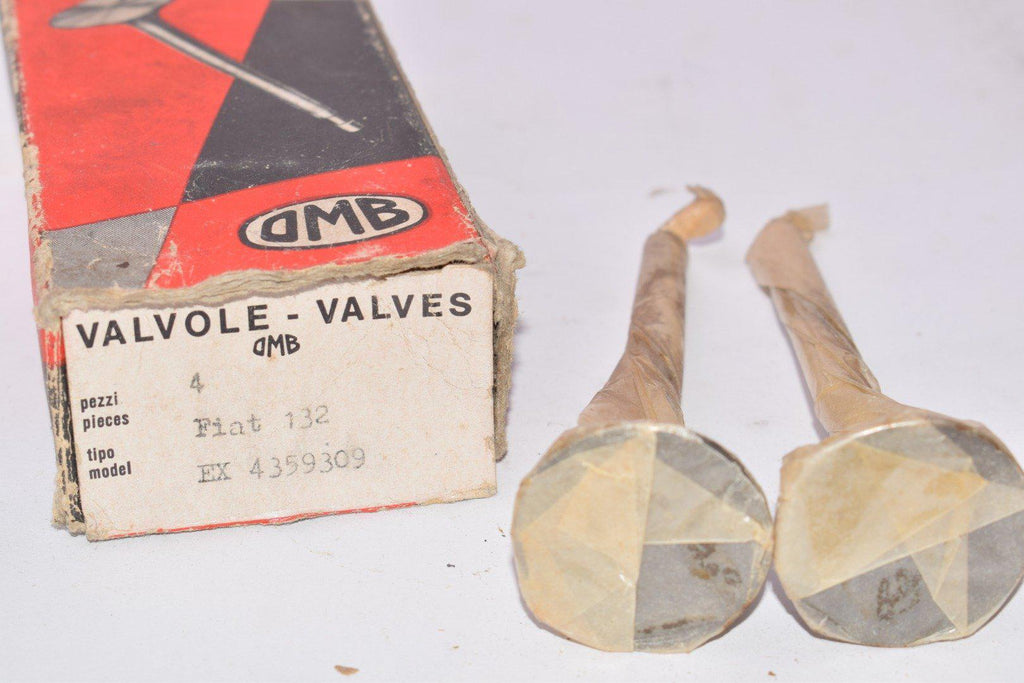 OMB
VALVOLE - VALVES
OMB
pezzi 4
pieces
Fiat 132
tipo
model EX 4359309